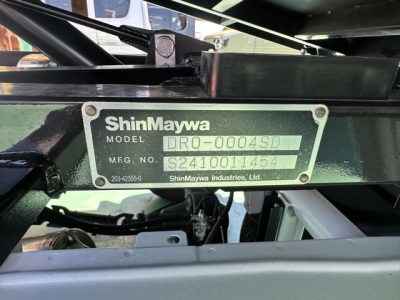 ShinMaywa
MODEL DR0-0004SD
MFG. NO. S2410011454
203-42355-0 ShinMaywa Industries, Ltd.